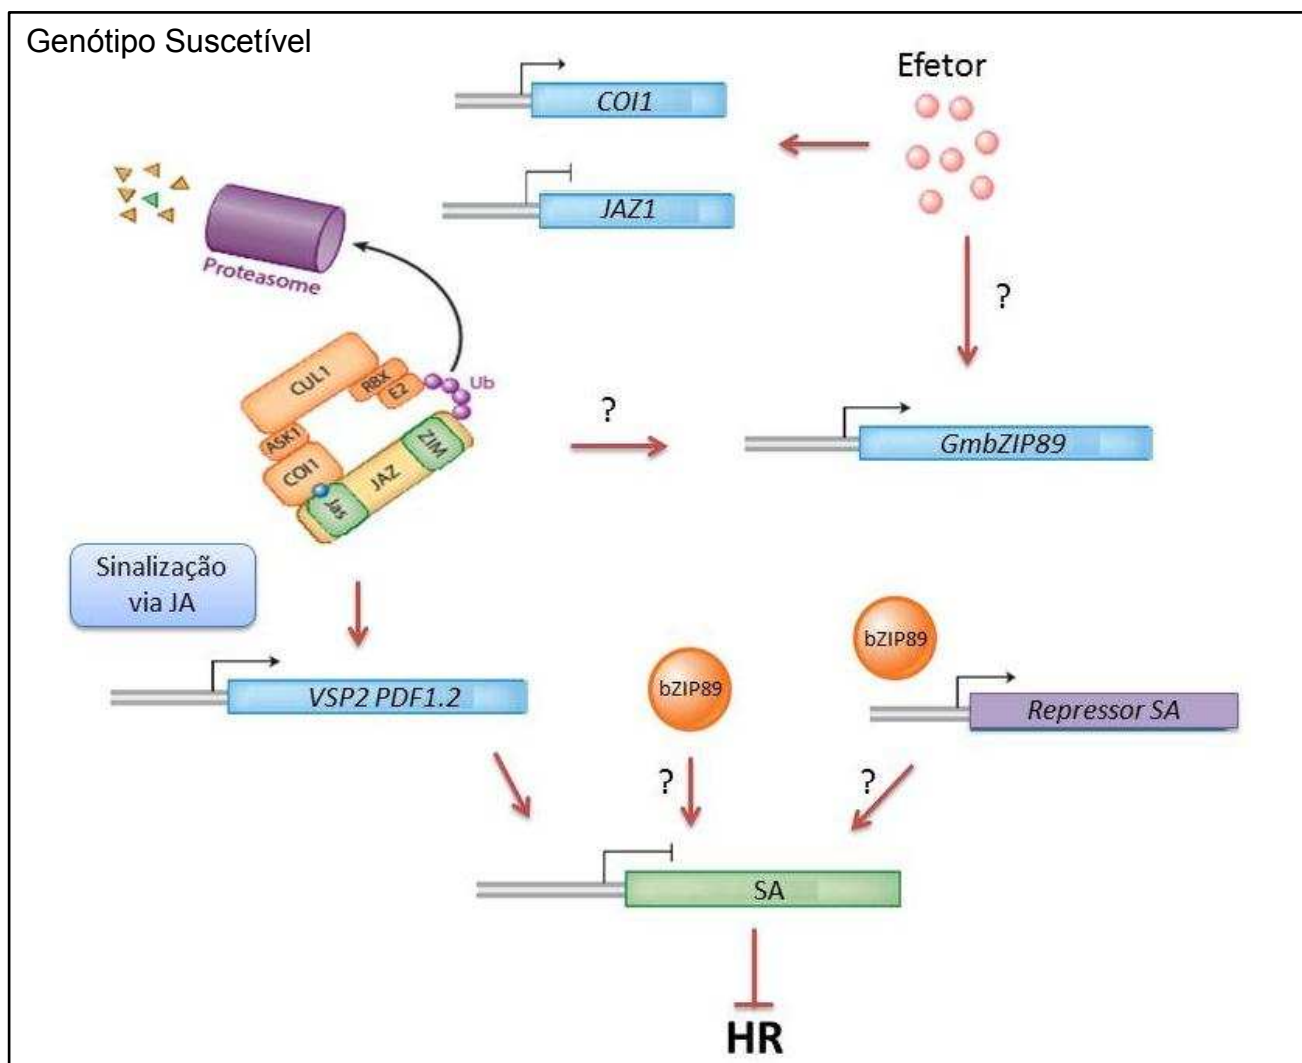 Genótipo Suscetível
Efetor
COI1
JAZ1
Proteasome
?
CUL1
RBX
E2
Ub
ASK1
COI1
Jas
JAZ
ZIM
?
GmbZIP89
Sinalização
via JA
bZIP89
bZIP89
VSP2 PDF1.2
Repressor SA
?
?
SA
HR